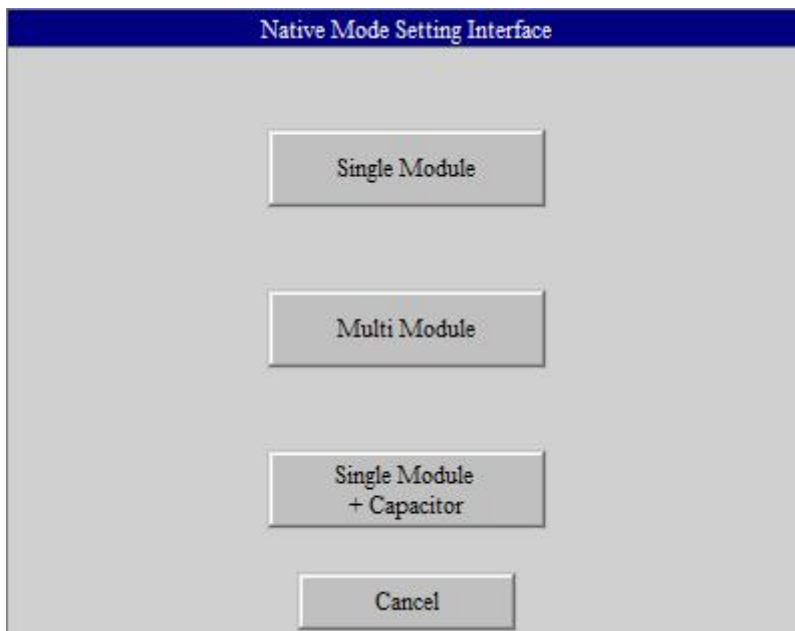 Native Mode Setting Interface
Single Module
Multi Module
Single Module
+ Capacitor
Cancel